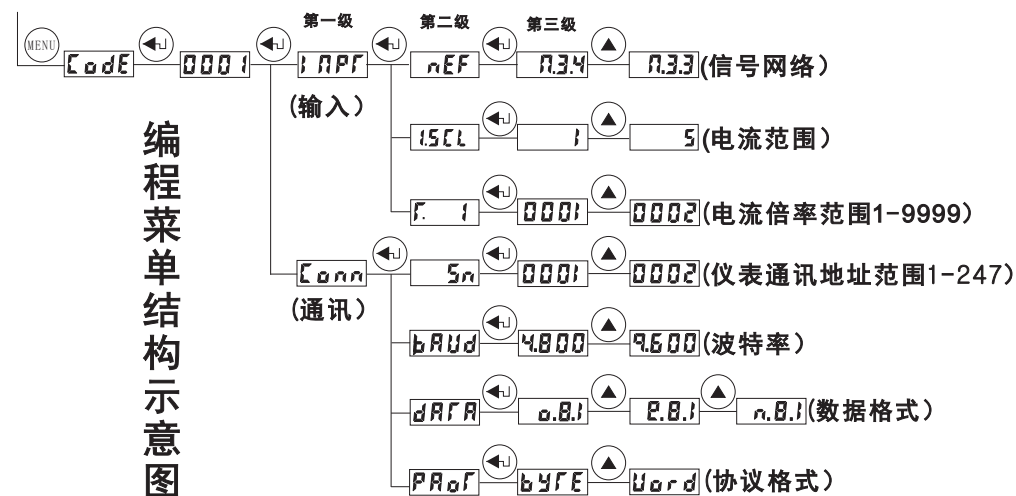 第一级 第二级 第三级
MENU CodE 0001 INPT nEF n.3.4 n.3.3 (信号网络)
(输入)
1.SCL 1 5 (电流范围)
T. 1 0001 0002 (电流倍率范围1-9999)
Conn Sn 0001 0002 (仪表通讯地址范围1-247)
(通讯)
bAUd 4.800 9.600 (波特率)
dATA o.8.1 E.8.1 n.8.1 (数据格式)
PRoT bYTE Word (协议格式)
编程菜单结构示意图